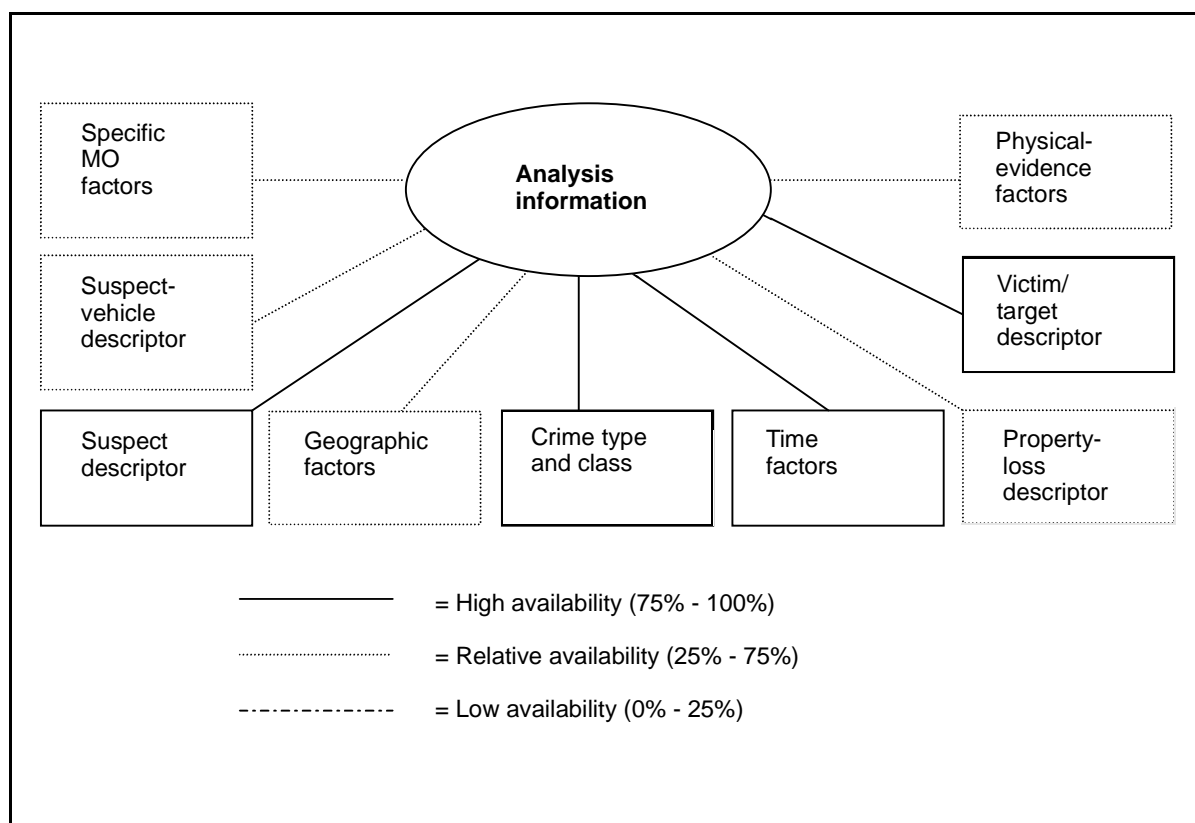 Specific
MO
factors
Analysis
information
Physical-
evidence
factors
Suspect-
vehicle
descriptor
Victim/
target
descriptor
Suspect
descriptor
Geographic
factors
Crime type
and class
Time
factors
Property-
loss
descriptor
= High availability (75% - 100%)
= Relative availability (25% - 75%)
= Low availability (0% - 25%)